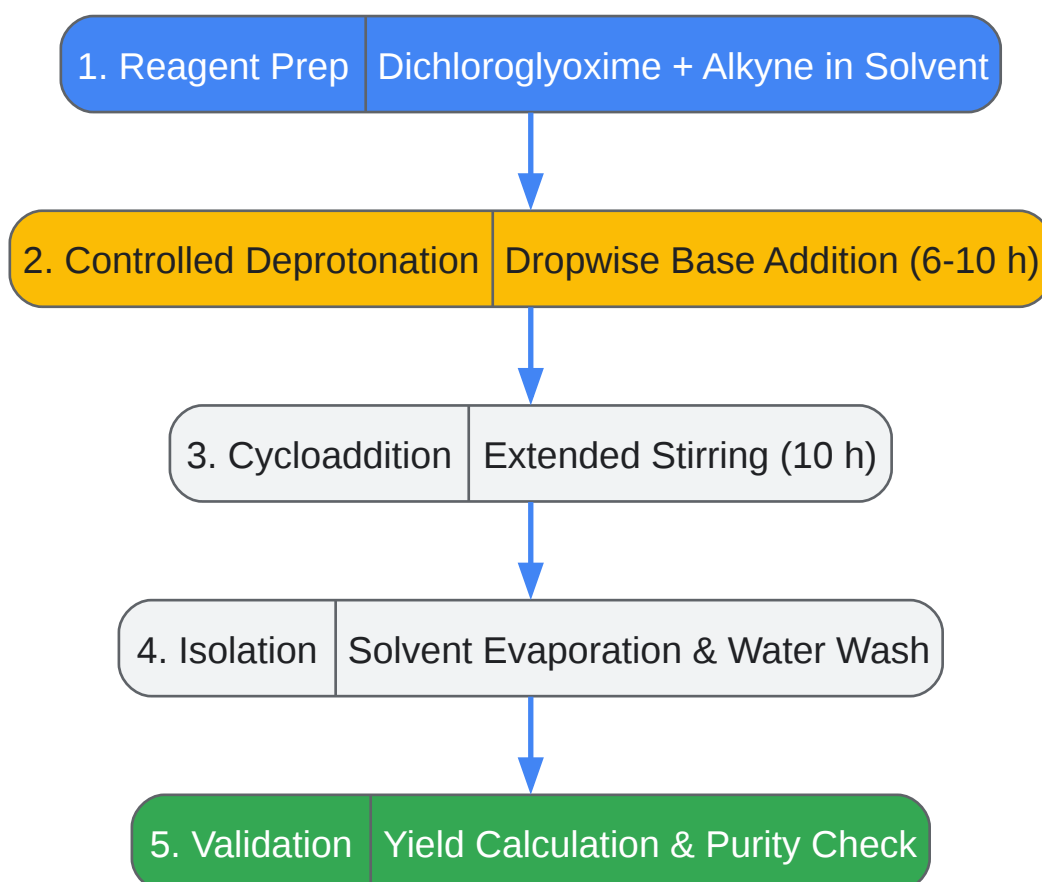 1. Reagent Prep Dichloroglyoxime + Alkyne in Solvent
2. Controlled Deprotonation Dropwise Base Addition (6-10 h)
3. Cycloaddition Extended Stirring (10 h)
4. Isolation Solvent Evaporation & Water Wash
5. Validation Yield Calculation & Purity Check